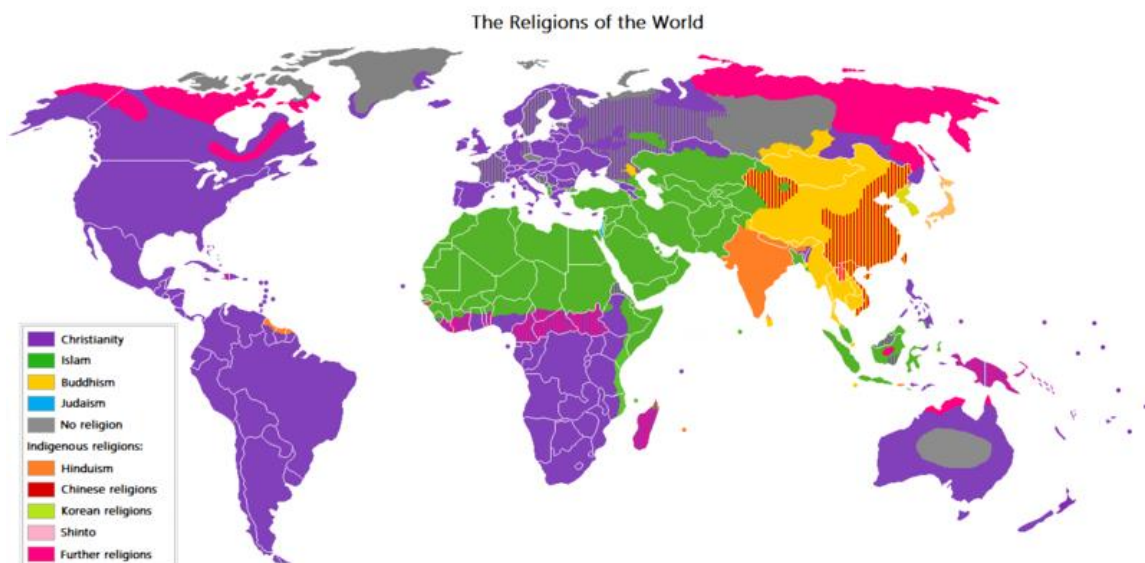 The Religions of the World
Christianity
Islam
Buddhism
Judaism
No religion
Indigenous religions:
Hinduism
Chinese religions
Korean religions
Shinto
Further religions